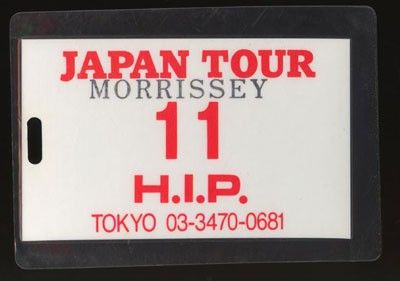 JAPAN TOUR
MORRISSEY
11
H.I.P.
TOKYO 03-3470-0681